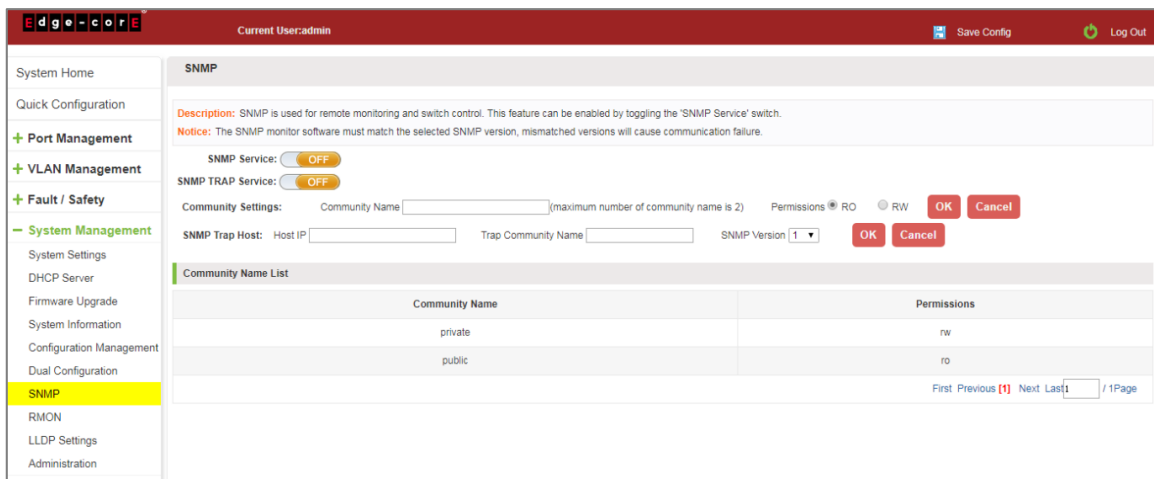 Edge-corE
Current User:admin
Save Config
Log Out
System Home
Quick Configuration
+ Port Management
+ VLAN Management
+ Fault / Safety
− System Management
System Settings
DHCP Server
Firmware Upgrade
System Information
Configuration Management
Dual Configuration
SNMP
RMON
LLDP Settings
Administration
SNMP
Description: SNMP is used for remote monitoring and switch control. This feature can be enabled by toggling the 'SNMP Service' switch.
Notice: The SNMP monitor software must match the selected SNMP version, mismatched versions will cause communication failure.
SNMP Service: OFF
SNMP TRAP Service: OFF
Community Settings: Community Name (maximum number of community name is 2) Permissions RO RW OK Cancel
SNMP Trap Host: Host IP Trap Community Name SNMP Version 1 OK Cancel
Community Name List
Community Name Permissions
private rw
public ro
First Previous [1] Next Last 1 / 1Page